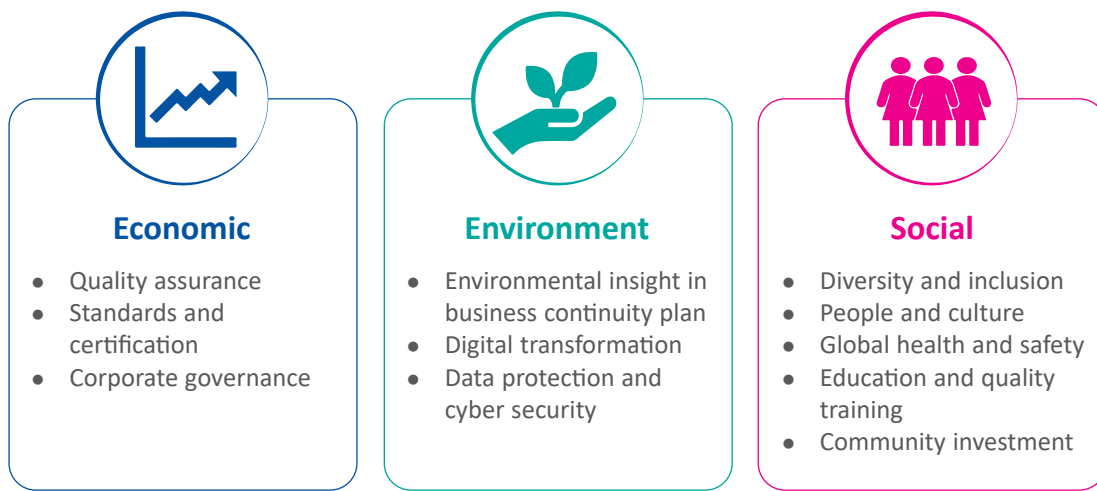 Economic
● Quality assurance
● Standards and
certification
● Corporate governance
Environment
● Environmental insight in
business continuity plan
● Digital transformation
● Data protection and
cyber security
Social
● Diversity and inclusion
● People and culture
● Global health and safety
● Education and quality
training
● Community investment